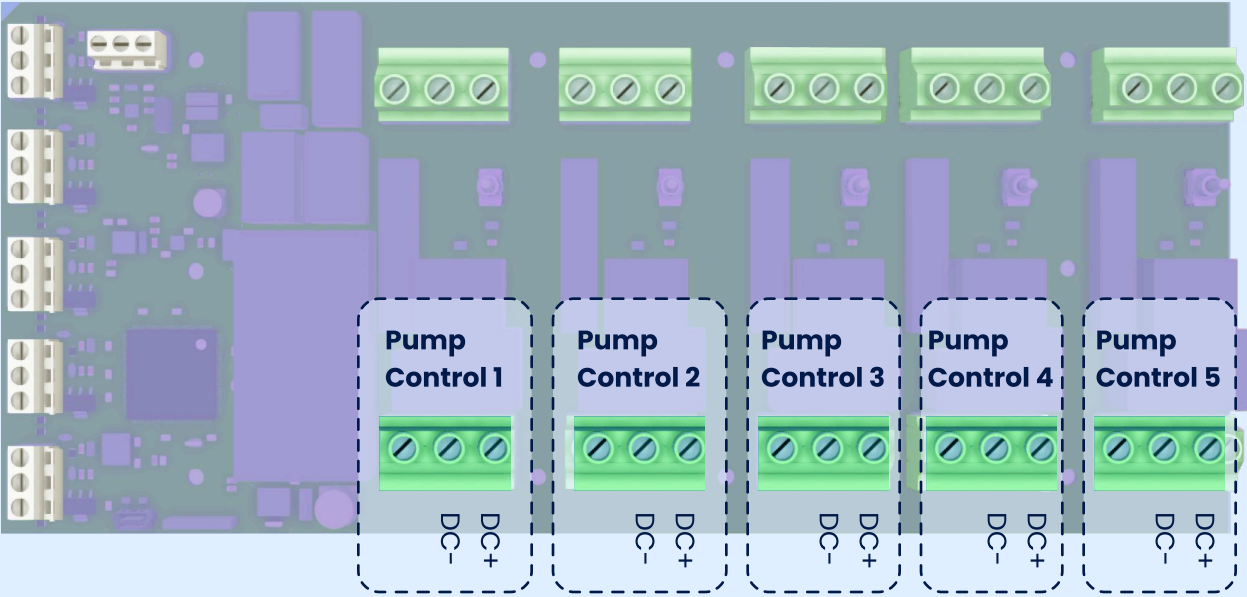 Pump
Control 1
DC-
DC+
Pump
Control 2
DC-
DC+
Pump
Control 3
DC-
DC+
Pump
Control 4
DC-
DC+
Pump
Control 5
DC-
DC+